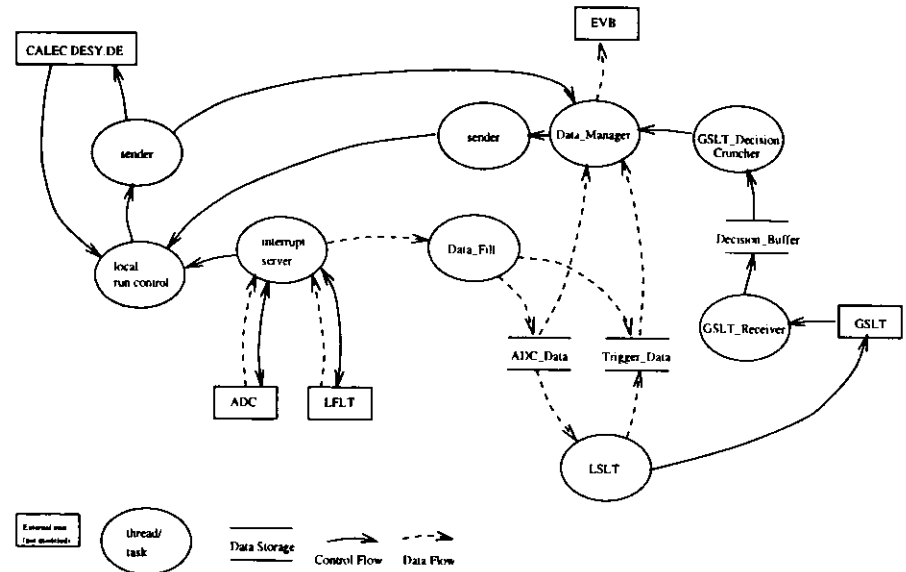 EVB
CALEC DESY.DE
sender
sender
Data_Manager
GSLT_Decision
Cruncher
Decision_Buffer
local
run control
interrupt
server
Data_Fill
GSLT_Receiver
GSLT
ADC_Data
Trigger_Data
ADC
LFLT
LSLT
External
thread/
task
Data Storage
Control Flow
Data Flow